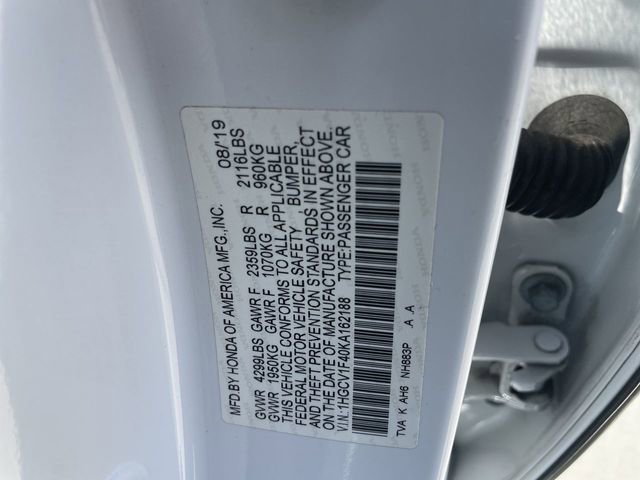 MFD.BY HONDA OF AMERICA MFG.,INC. 08/'19
GVWR 4299LBS GAWR F 2359LBS R 2116LBS
GVWR 1950KG GAWR F 1070KG R 960KG
THIS VEHICLE CONFORMS TO ALL APPLICABLE
FEDERAL MOTOR VEHICLE SAFETY, BUMPER,
AND THEFT PREVENTION STANDARDS IN EFFECT
ON THE DATE OF MANUFACTURE SHOWN ABOVE.
V.I.N.:1HGCV1F40KA162188 TYPE:PASSENGER CAR
TVA K AH6 NH883P A A
HONDA